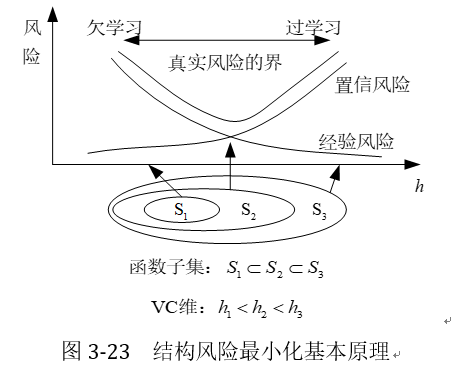 风险
欠学习 过学习
真实风险的界
置信风险
经验风险
h
S₁ S₂ S₃
函数子集： S₁ ⊂ S₂ ⊂ S₃
VC维： h₁ < h₂ < h₃
图 3-23 结构风险最小化基本原理